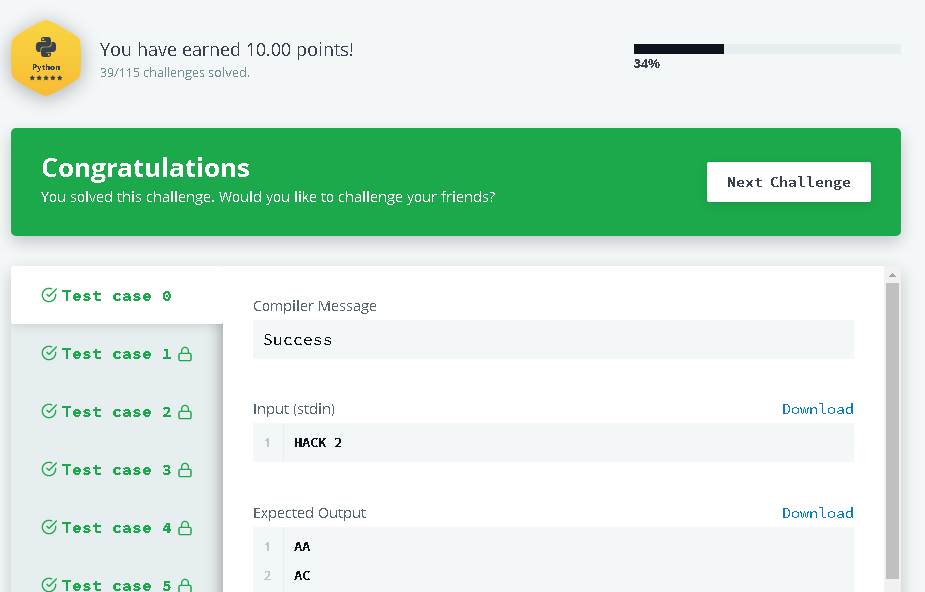 Python
★★★★★
You have earned 10.00 points!
39/115 challenges solved.
34%
Congratulations
You solved this challenge. Would you like to challenge your friends?
Next Challenge
Test case 0
Test case 1
Test case 2
Test case 3
Test case 4
Test case 5
Compiler Message
Success
Input (stdin) Download
1 HACK 2
Expected Output Download
1 AA
2 AC